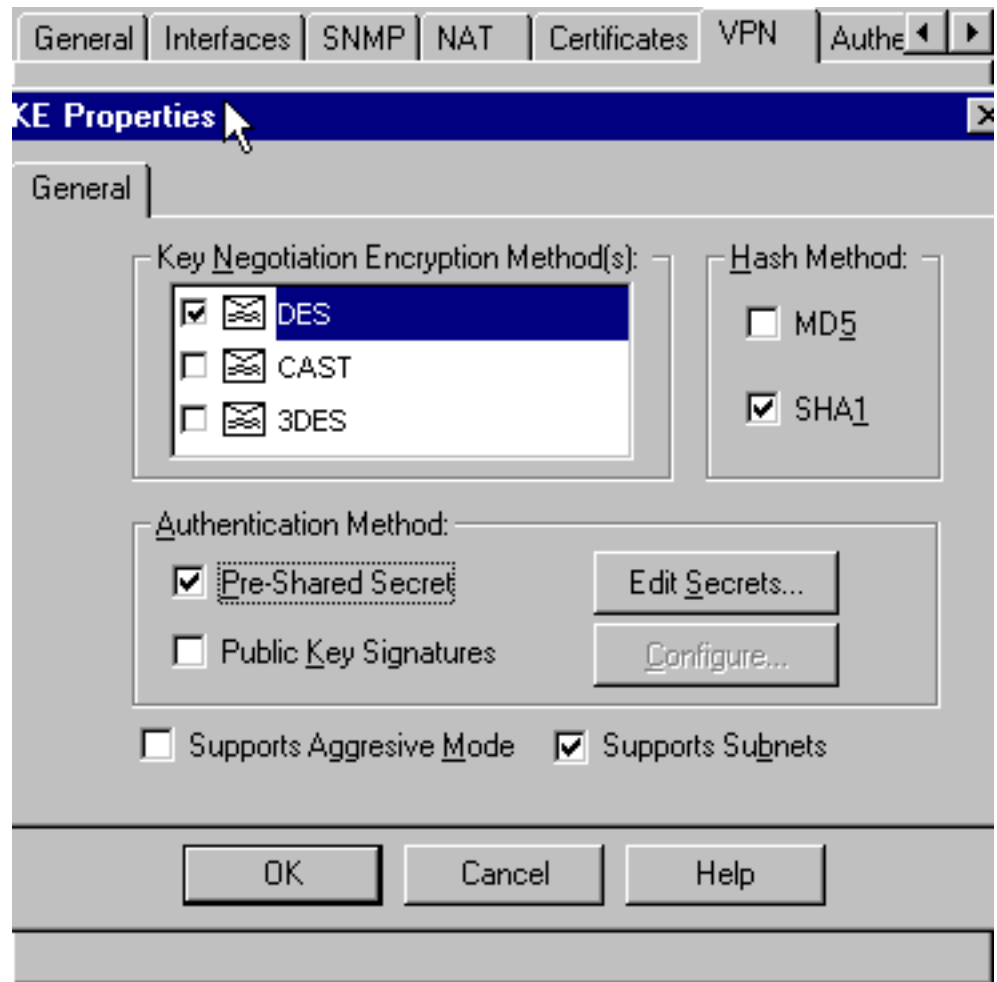 General Interfaces SNMP NAT Certificates VPN Authe
KE Properties
General
Key Negotiation Encryption Method(s):
DES
CAST
3DES
Hash Method:
MD5
SHA1
Authentication Method:
Pre-Shared Secret
Edit Secrets...
Public Key Signatures
Configure...
Supports Aggresive Mode
Supports Subnets
OK
Cancel
Help